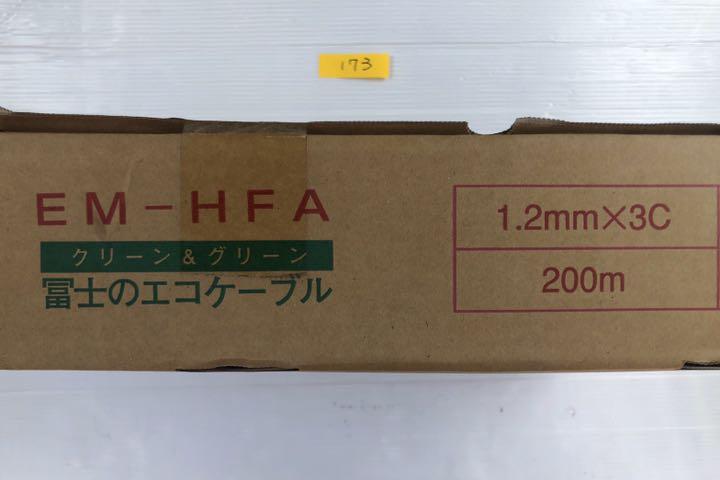 173
EM-HFA
クリーン&グリーン
冨士のエコケーブル
1.2mm×3C
200m